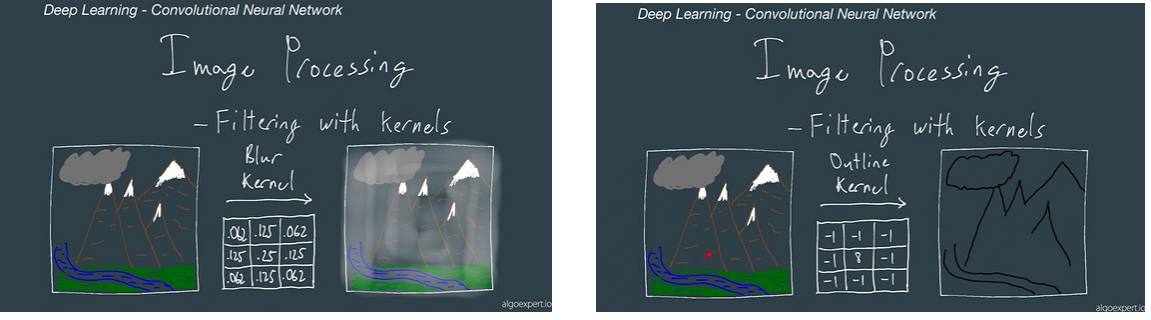 Deep Learning - Convolutional Neural Network
Image Processing
- Filtering with kernels
Blur
Kernel
.062 .125 .062
.125 .25 .125
.062 .125 .062
algoexpert.io
Deep Learning - Convolutional Neural Network
Image Processing
- Filtering with kernels
Outline
Kernel
-1 -1 -1
-1 8 -1
-1 -1 -1
algoexpert.io